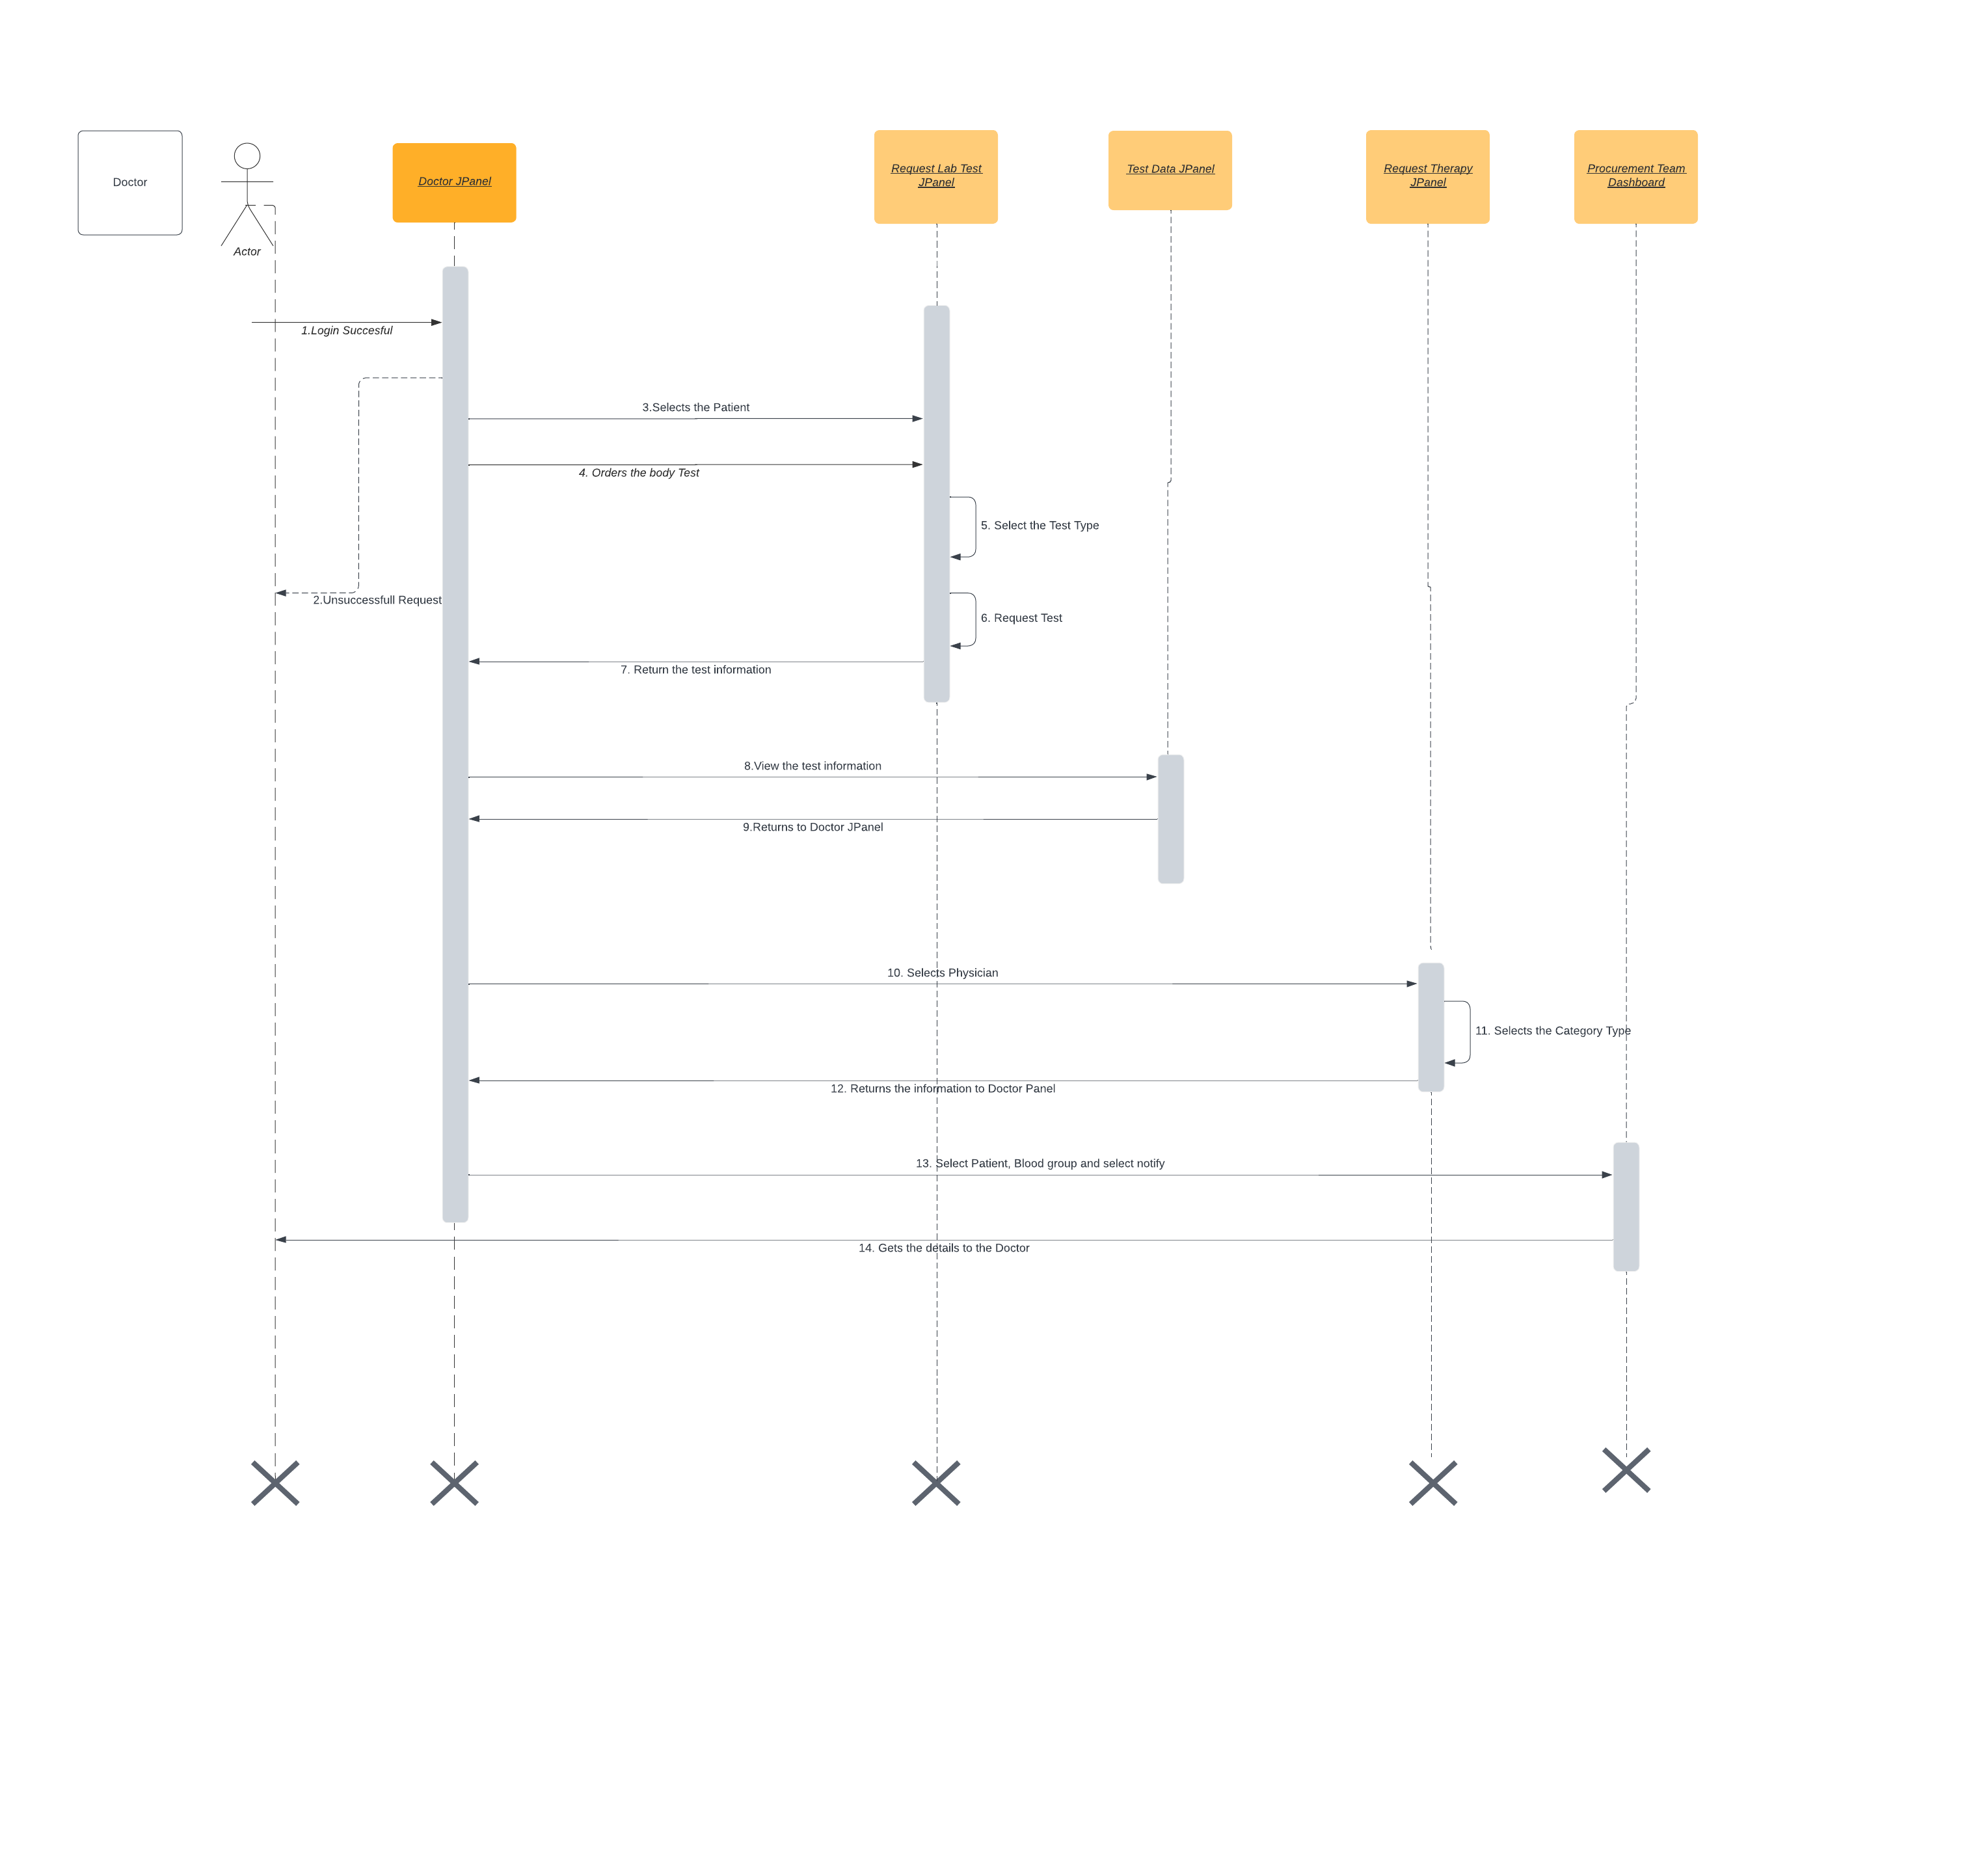 Doctor
Actor
Doctor JPanel
Request Lab Test
JPanel
Test Data JPanel
Request Therapy
JPanel
Procurement Team
Dashboard
1.Login Succesful
3.Selects the Patient
4. Orders the body Test
5. Select the Test Type
2.Unsuccessfull Request
6. Request Test
7. Return the test information
8.View the test information
9.Returns to Doctor JPanel
10. Selects Physician
11. Selects the Category Type
12. Returns the information to Doctor Panel
13. Select Patient, Blood group and select notify
14. Gets the details to the Doctor